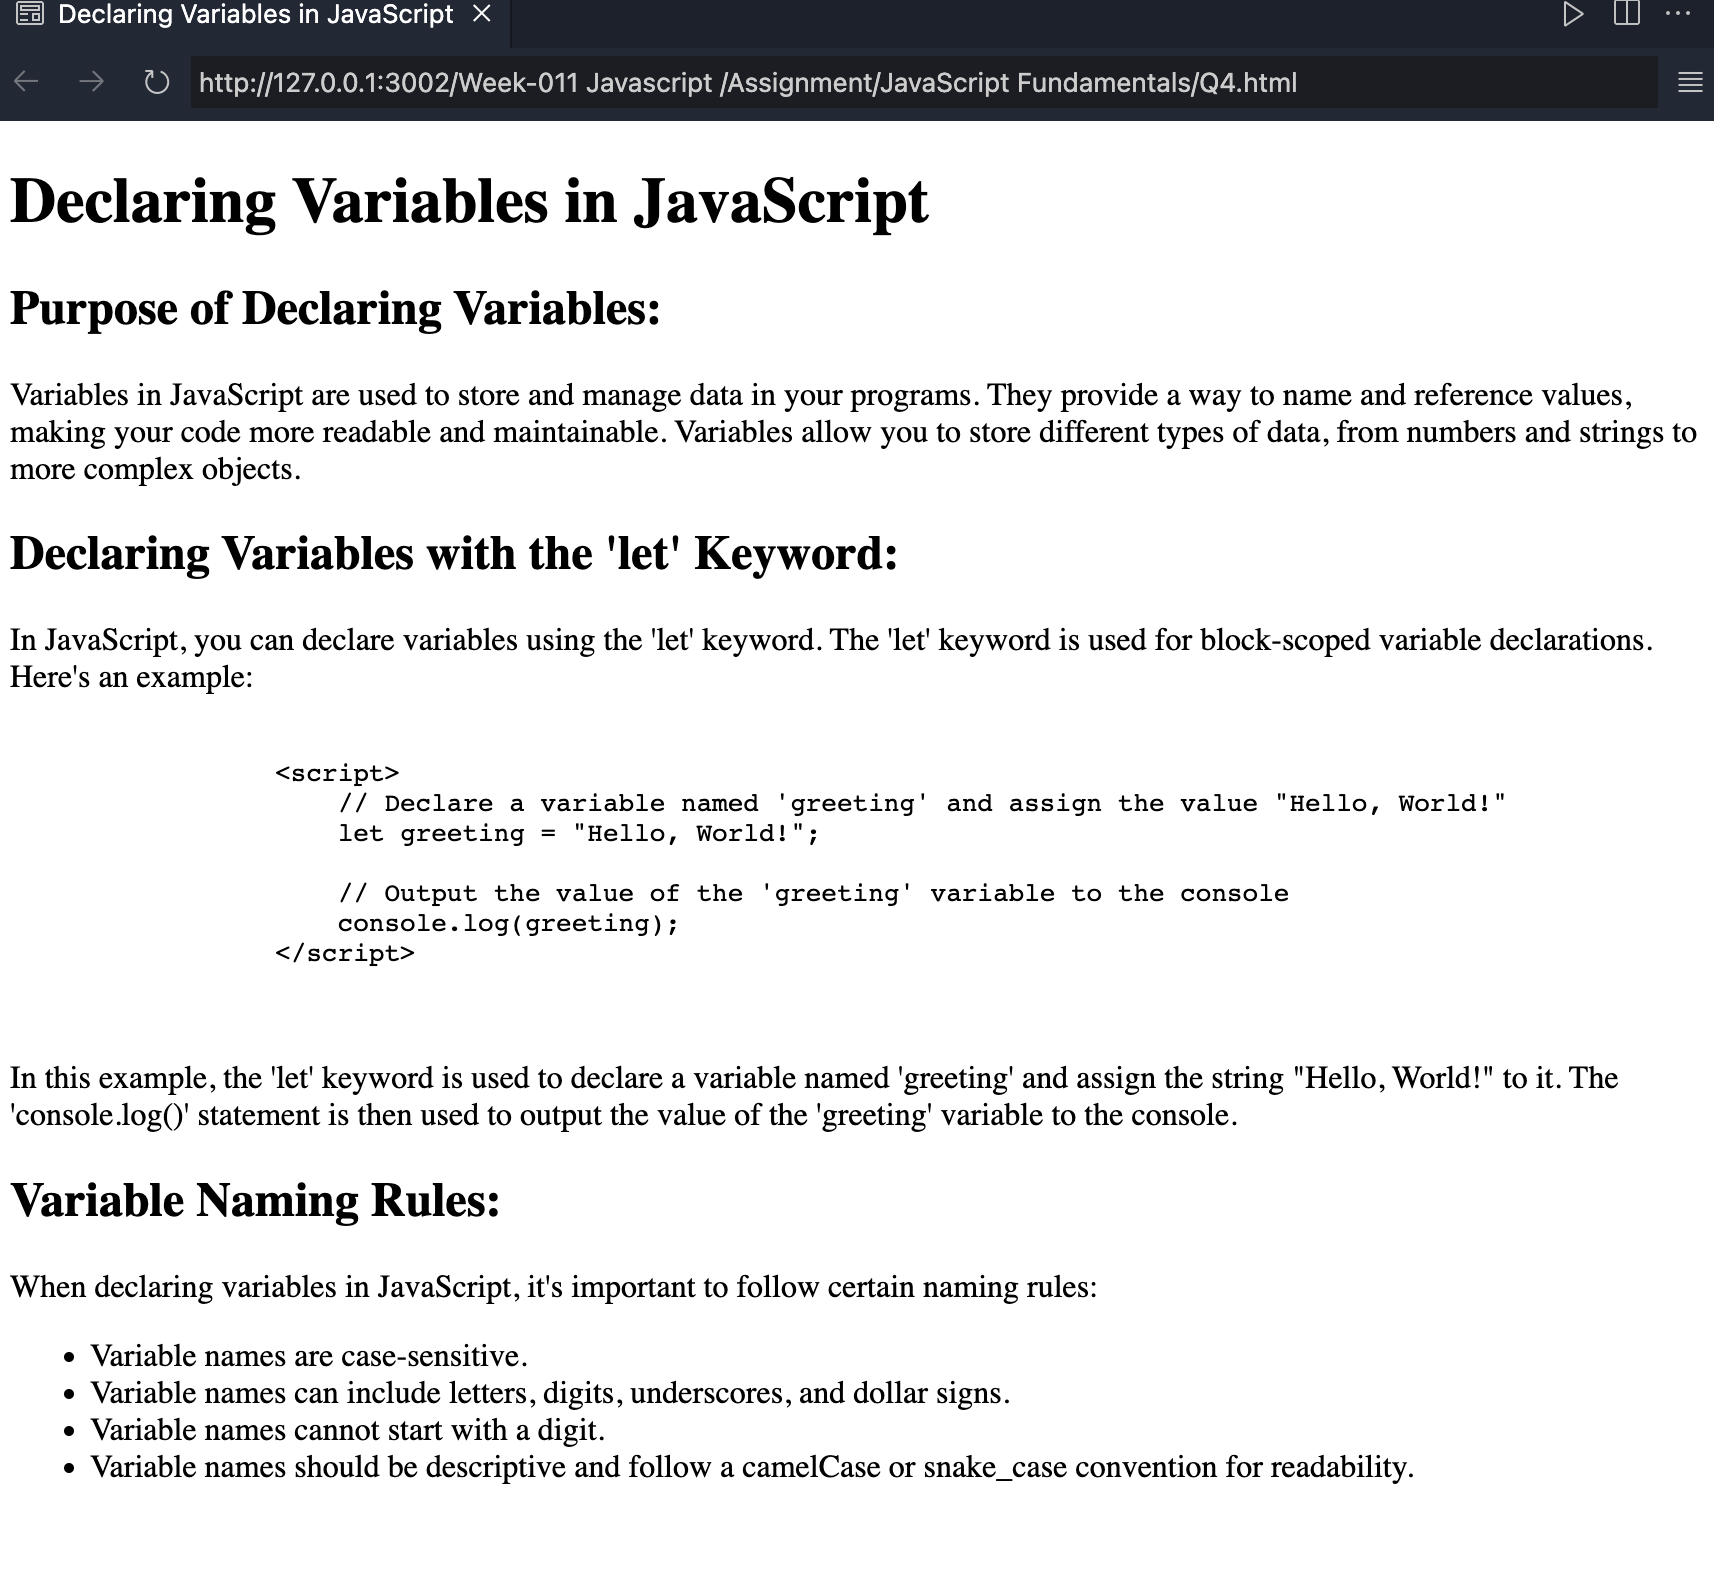 Declaring Variables in JavaScript
http://127.0.0.1:3002/Week-011 Javascript /Assignment/JavaScript Fundamentals/Q4.html
Declaring Variables in JavaScript
Purpose of Declaring Variables:
Variables in JavaScript are used to store and manage data in your programs. They provide a way to name and reference values,
making your code more readable and maintainable. Variables allow you to store different types of data, from numbers and strings to
more complex objects.
Declaring Variables with the 'let' Keyword:
In JavaScript, you can declare variables using the 'let' keyword. The 'let' keyword is used for block-scoped variable declarations.
Here's an example:
<script>
// Declare a variable named 'greeting' and assign the value "Hello, World!"
let greeting = "Hello, World!";
// Output the value of the 'greeting' variable to the console
console.log(greeting);
</script>
In this example, the 'let' keyword is used to declare a variable named 'greeting' and assign the string "Hello, World!" to it. The
'console.log()' statement is then used to output the value of the 'greeting' variable to the console.
Variable Naming Rules:
When declaring variables in JavaScript, it's important to follow certain naming rules:
• Variable names are case-sensitive.
• Variable names can include letters, digits, underscores, and dollar signs.
• Variable names cannot start with a digit.
• Variable names should be descriptive and follow a camelCase or snake_case convention for readability.